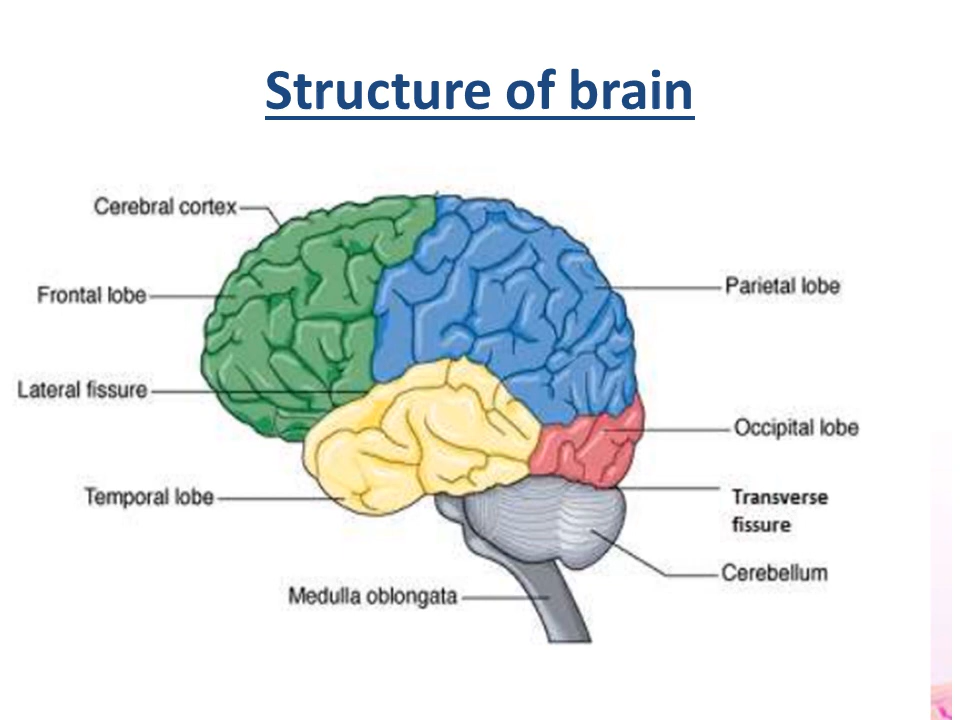 Structure of brain
Cerebral cortex
Frontal lobe
Parietal lobe
Lateral fissure
Occipital lobe
Temporal lobe
Transverse
fissure
Cerebellum
Medulla oblongata